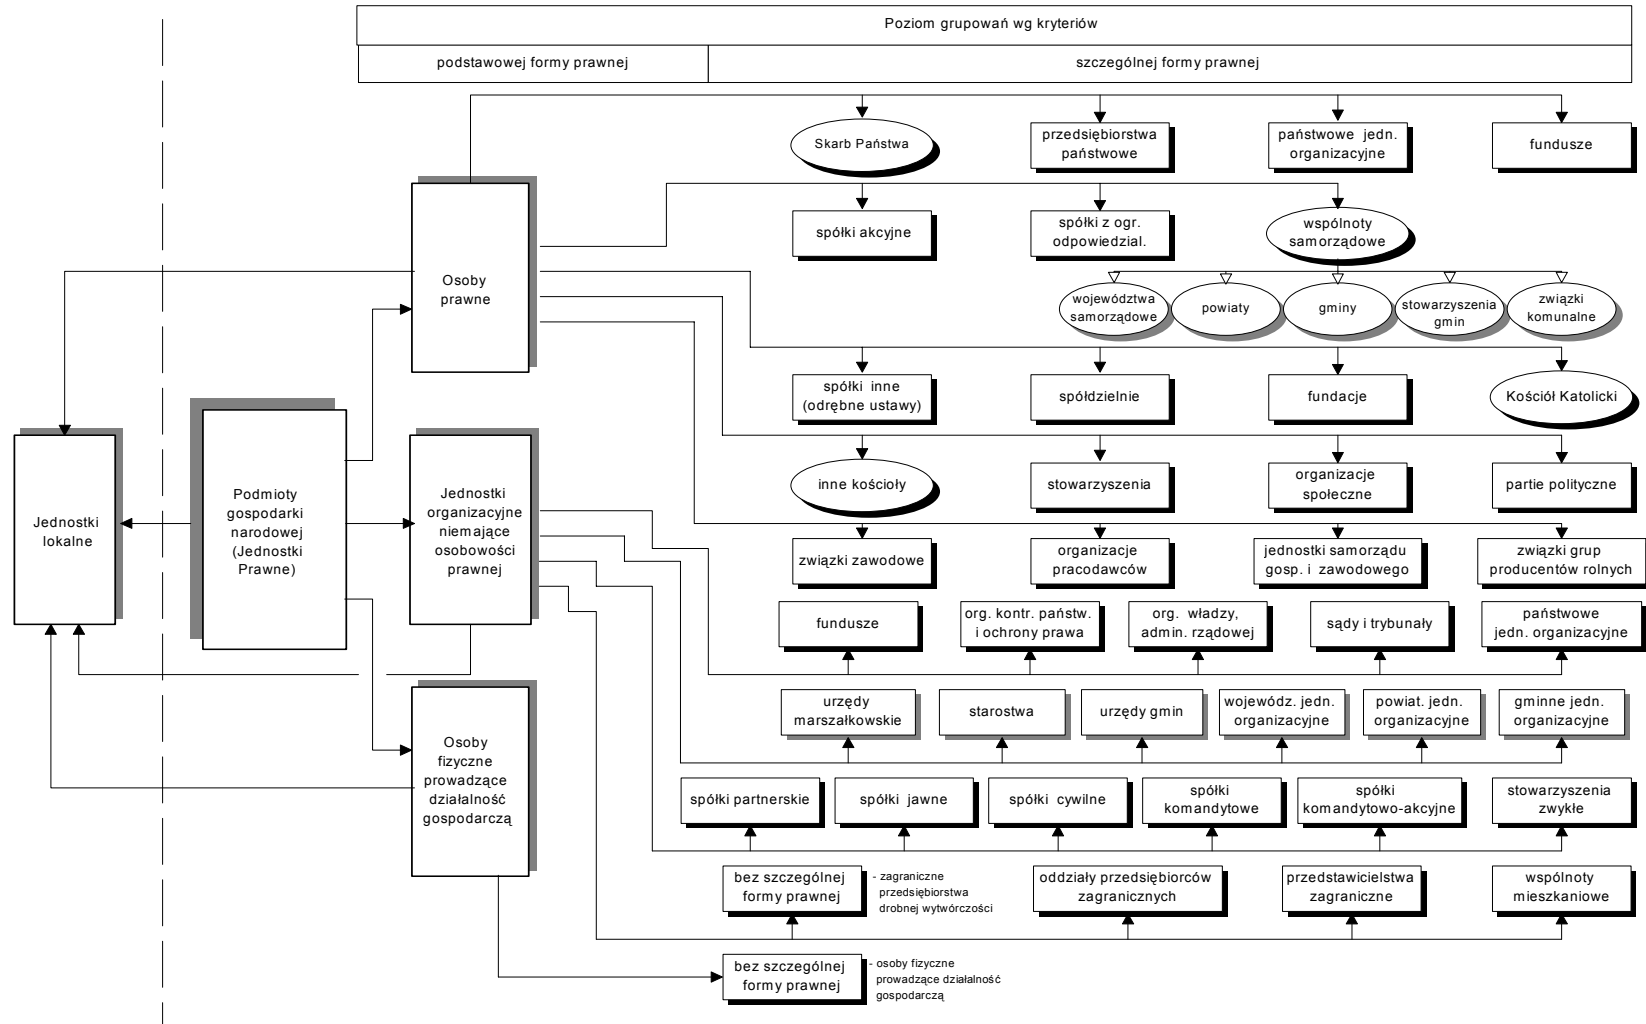 Poziom grupowań wg kryteriów
podstawowej formy prawnej
szczególnej formy prawnej
Skarb Państwa
przedsiębiorstwa
państwowe
państwowe jedn.
organizacyjne
fundusze
Osoby
prawne
spółki akcyjne
spółki z ogr.
odpowiedzial.
wspólnoty
samorządowe
województwa
samorządowe
powiaty
gminy
stowarzyszenia
gmin
związki
komunalne
spółki inne
(odrębne ustawy)
spółdzielnie
fundacje
Kościół Katolicki
inne kościoły
stowarzyszenia
organizacje
społeczne
partie polityczne
Jednostki
lokalne
Podmioty
gospodarki
narodowej
(Jednostki
Prawne)
Jednostki
organizacyjne
niemające
osobowości
prawnej
związki zawodowe
organizacje
pracodawców
jednostki samorządu
gosp. i zawodowego
związki grup
producentów rolnych
fundusze
org. kontr. państw.
i ochrony prawa
org. władzy,
admin. rządowej
sądy i trybunały
państwowe
jedn. organizacyjne
urzędy
marszałkowskie
starostwa
urzędy gmin
wojewódz. jedn.
organizacyjne
powiat. jedn.
organizacyjne
gminne jedn.
organizacyjne
Osoby
fizyczne
prowadzące
działalność
gospodarczą
spółki partnerskie
spółki jawne
spółki cywilne
spółki
komandytowe
spółki
komandytowo-akcyjne
stowarzyszenia
zwykłe
bez szczególnej
formy prawnej
- zagraniczne
przedsiębiorstwa
drobnej wytwórczości
oddziały przedsiębiorców
zagranicznych
przedstawicielstwa
zagraniczne
wspólnoty
mieszkaniowe
bez szczególnej
formy prawnej
- osoby fizyczne
prowadzące działalność
gospodarczą